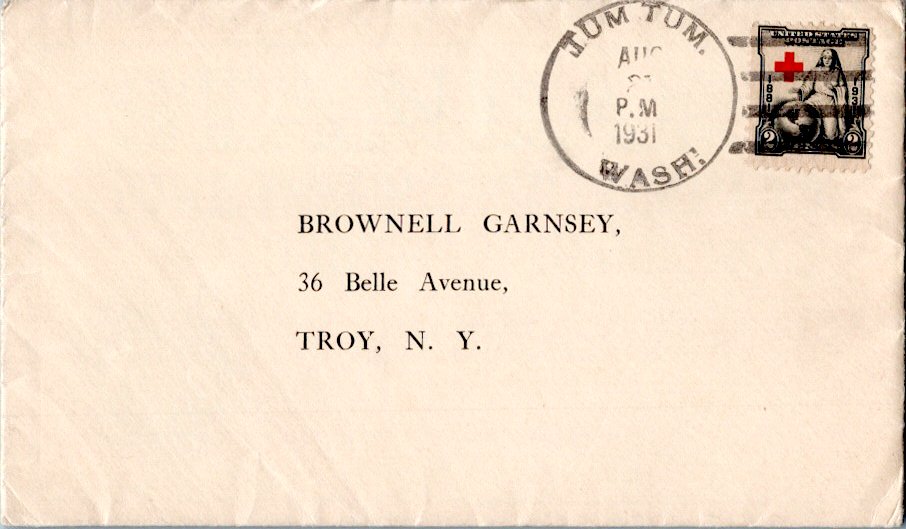 TUM TUM.
AUG
P.M
1931
WASH.
UNITED STATES
POSTAGE
1881 1931
2 2
BROWNELL GARNSEY,
36 Belle Avenue,
TROY, N. Y.